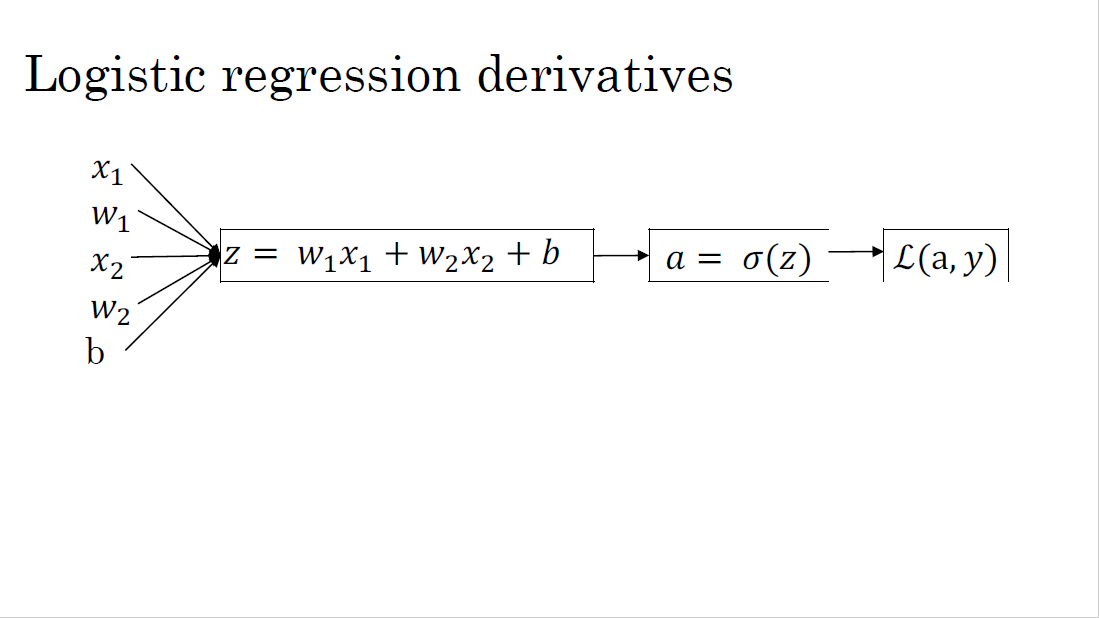 Logistic regression derivatives
x₁
w₁
x₂
w₂
b
z = w₁x₁ + w₂x₂ + b
a = σ(z)
ℒ(a, y)